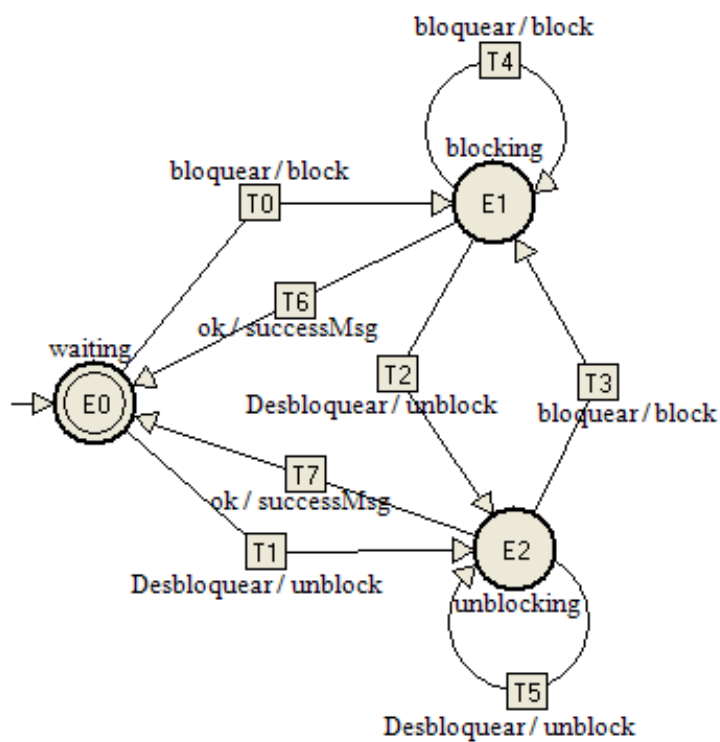 bloquear / block
T4
blocking
E1
bloquear / block
T0
T6
ok / successMsg
waiting
E0
T2
Desbloquear / unblock
T3
bloquear / block
T7
ok / successMsg
T1
Desbloquear / unblock
E2
unblocking
T5
Desbloquear / unblock